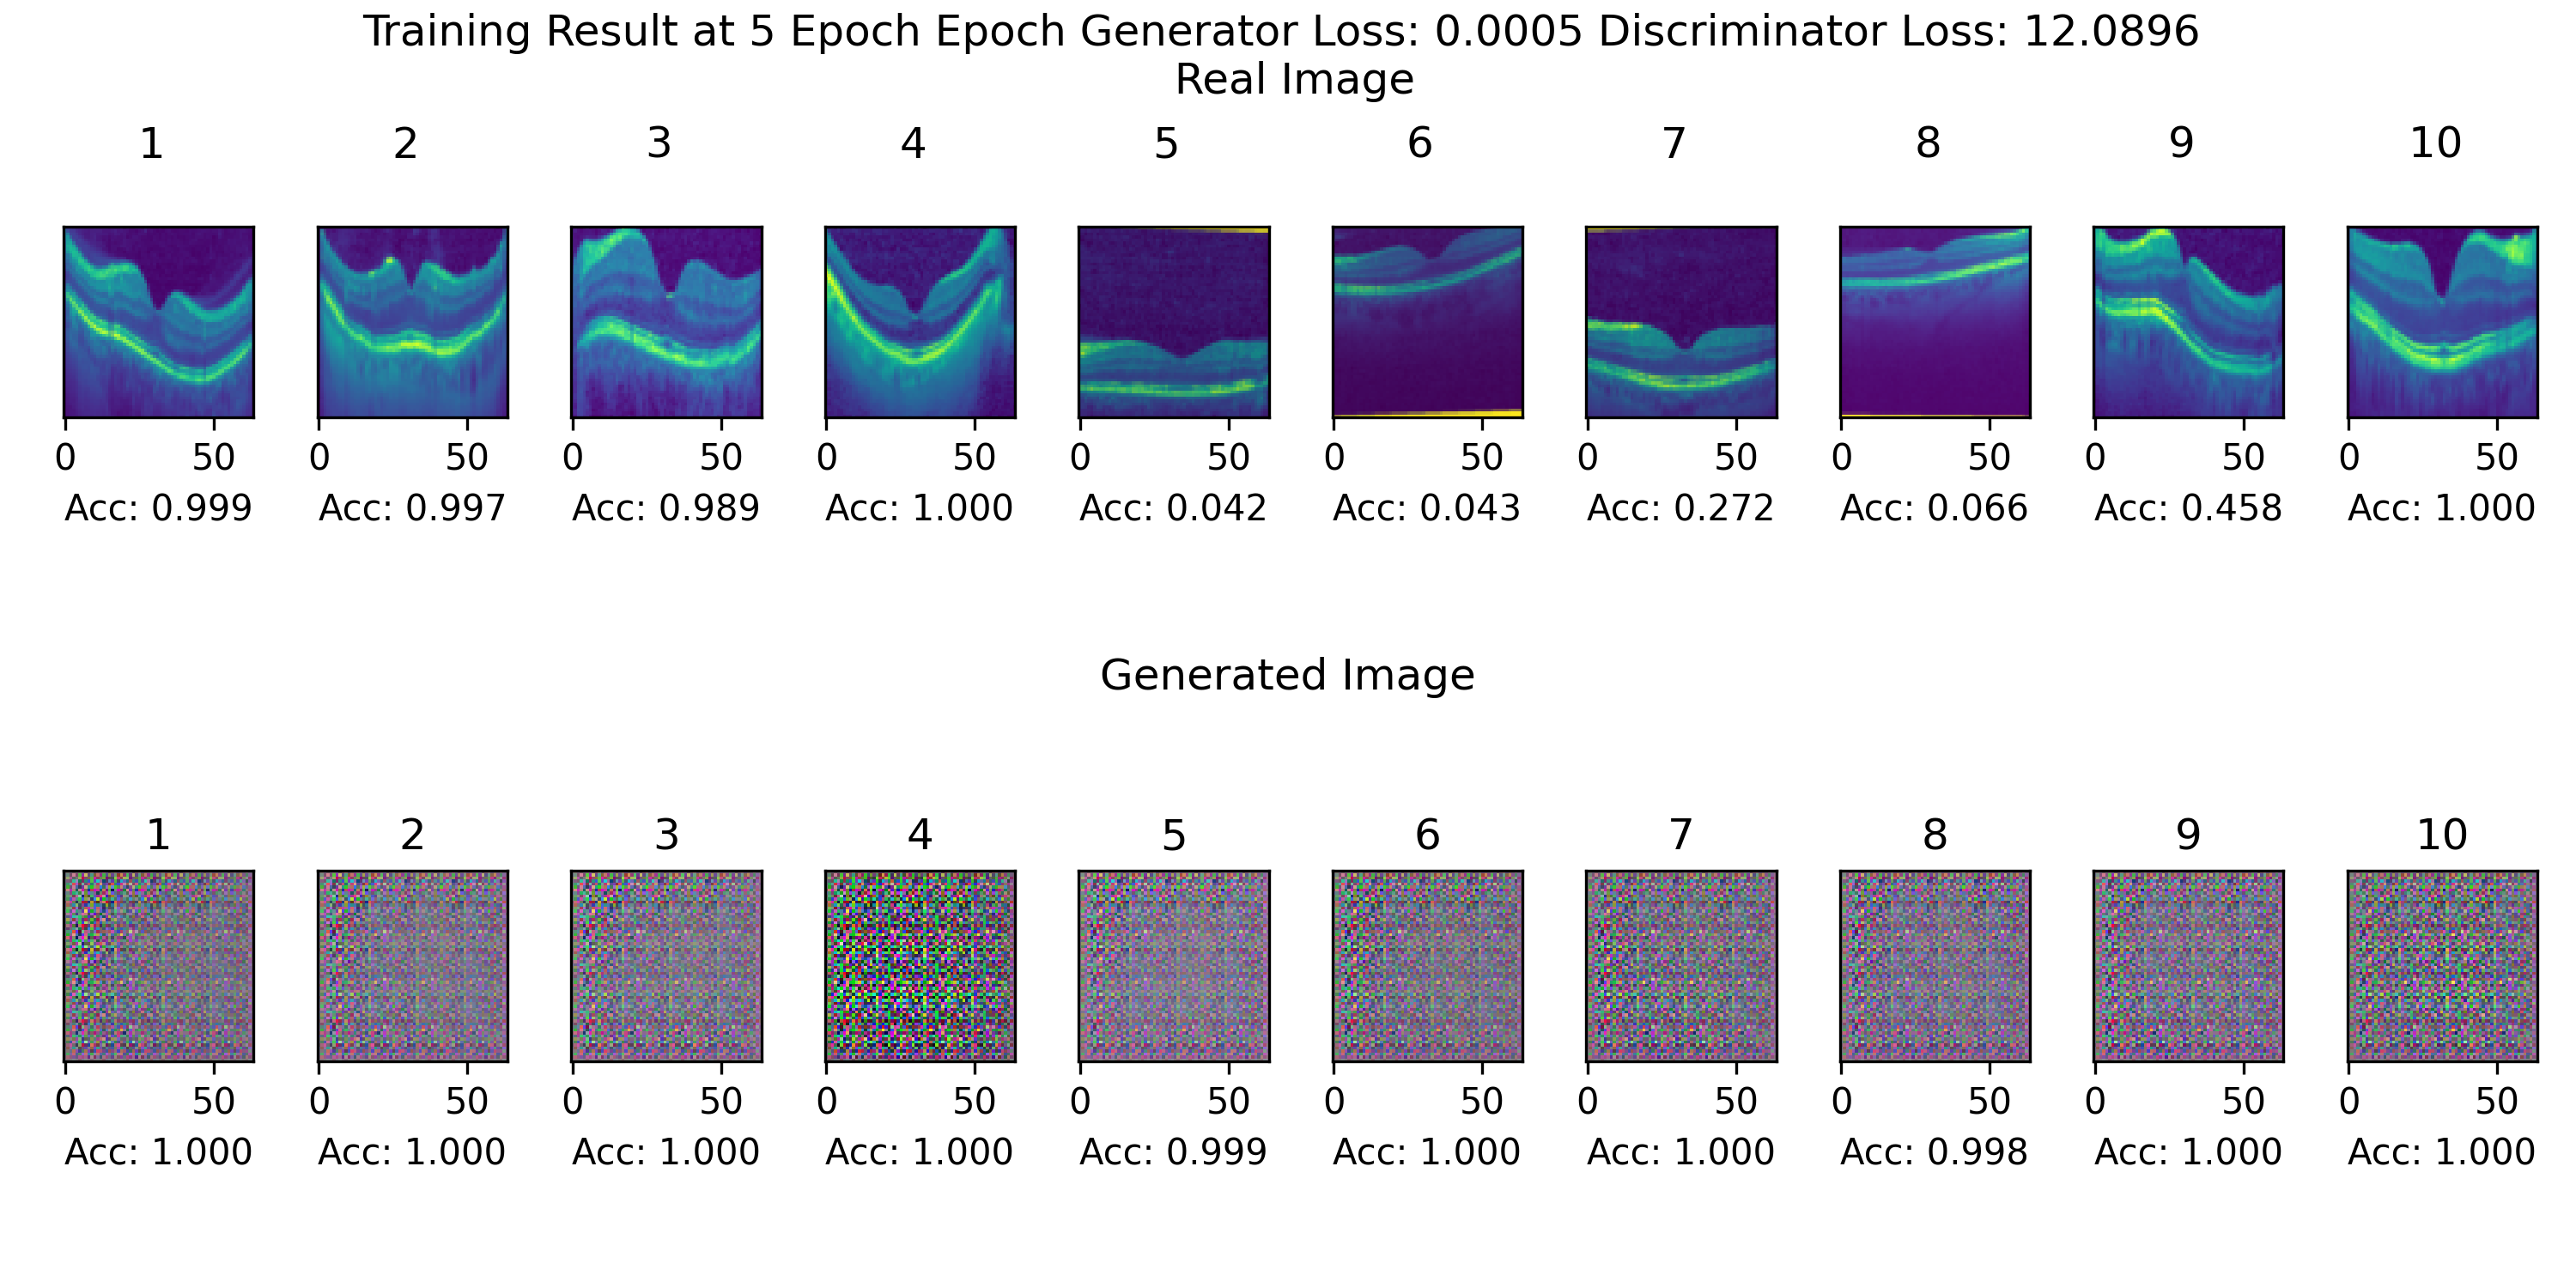 Training Result at 5 Epoch Epoch Generator Loss: 0.0005 Discriminator Loss: 12.0896
Real Image
1 2 3 4 5 6 7 8 9 10
0 50 0 50 0 50 0 50 0 50 0 50 0 50 0 50 0 50 0 50
Acc: 0.999 Acc: 0.997 Acc: 0.989 Acc: 1.000 Acc: 0.042 Acc: 0.043 Acc: 0.272 Acc: 0.066 Acc: 0.458 Acc: 1.000
Generated Image
1 2 3 4 5 6 7 8 9 10
0 50 0 50 0 50 0 50 0 50 0 50 0 50 0 50 0 50 0 50
Acc: 1.000 Acc: 1.000 Acc: 1.000 Acc: 1.000 Acc: 0.999 Acc: 1.000 Acc: 1.000 Acc: 0.998 Acc: 1.000 Acc: 1.000